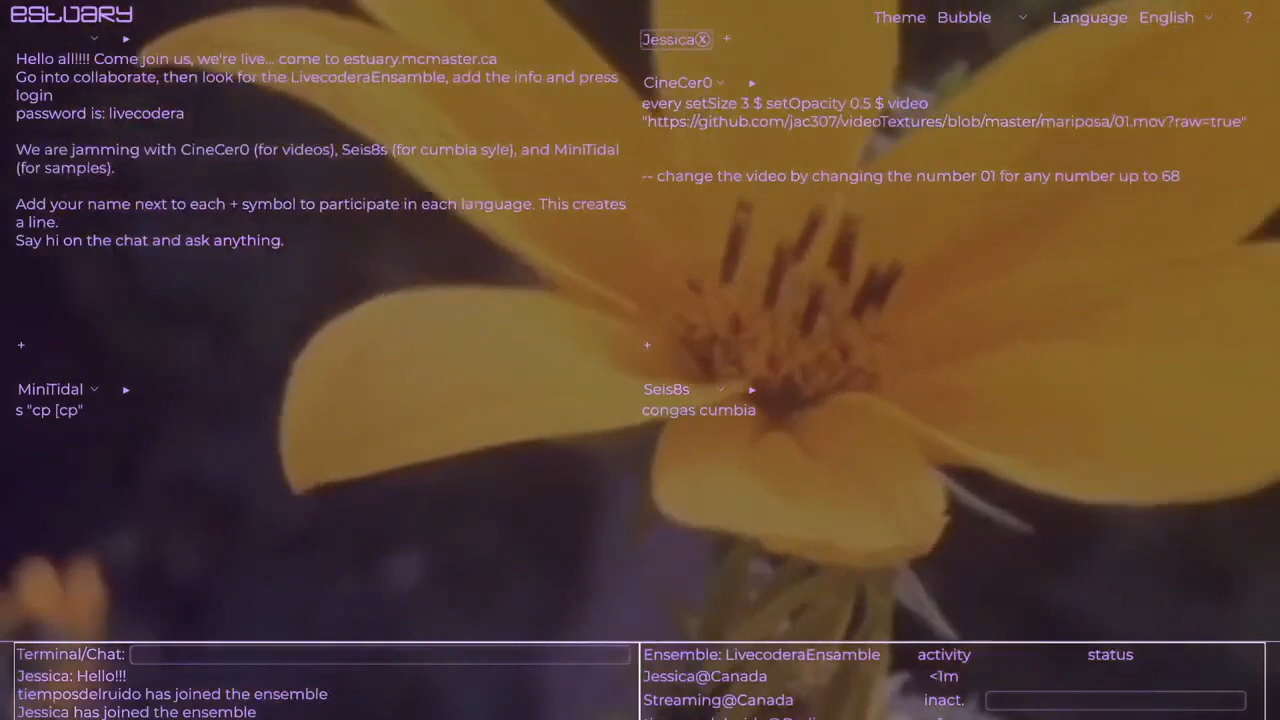 estuary
Theme Bubble Language English ?
Hello all!!!! Come join us, we're live... come to estuary.mcmaster.ca
Go into collaborate, then look for the LivecoderaEnsamble, add the info and press
login
password is: livecodera
We are jamming with CineCer0 (for videos), Seis8s (for cumbia syle), and MiniTidal
(for samples).
Add your name next to each + symbol to participate in each language. This creates
a line.
Say hi on the chat and ask anything.
Jessica +
CineCer0
every setSize 3 $ setOpacity 0.5 $ video
"https://github.com/jac307/videoTextures/blob/master/mariposa/01.mov?raw=true"
-- change the video by changing the number 01 for any number up to 68
+
MiniTidal
s "cp [cp"
+
Seis8s
congas cumbia
Terminal/Chat:
Jessica: Hello!!!
tiemposdelruido has joined the ensemble
Jessica has joined the ensemble
Ensemble: LivecoderaEnsamble activity status
Jessica@Canada <1m
Streaming@Canada inact.